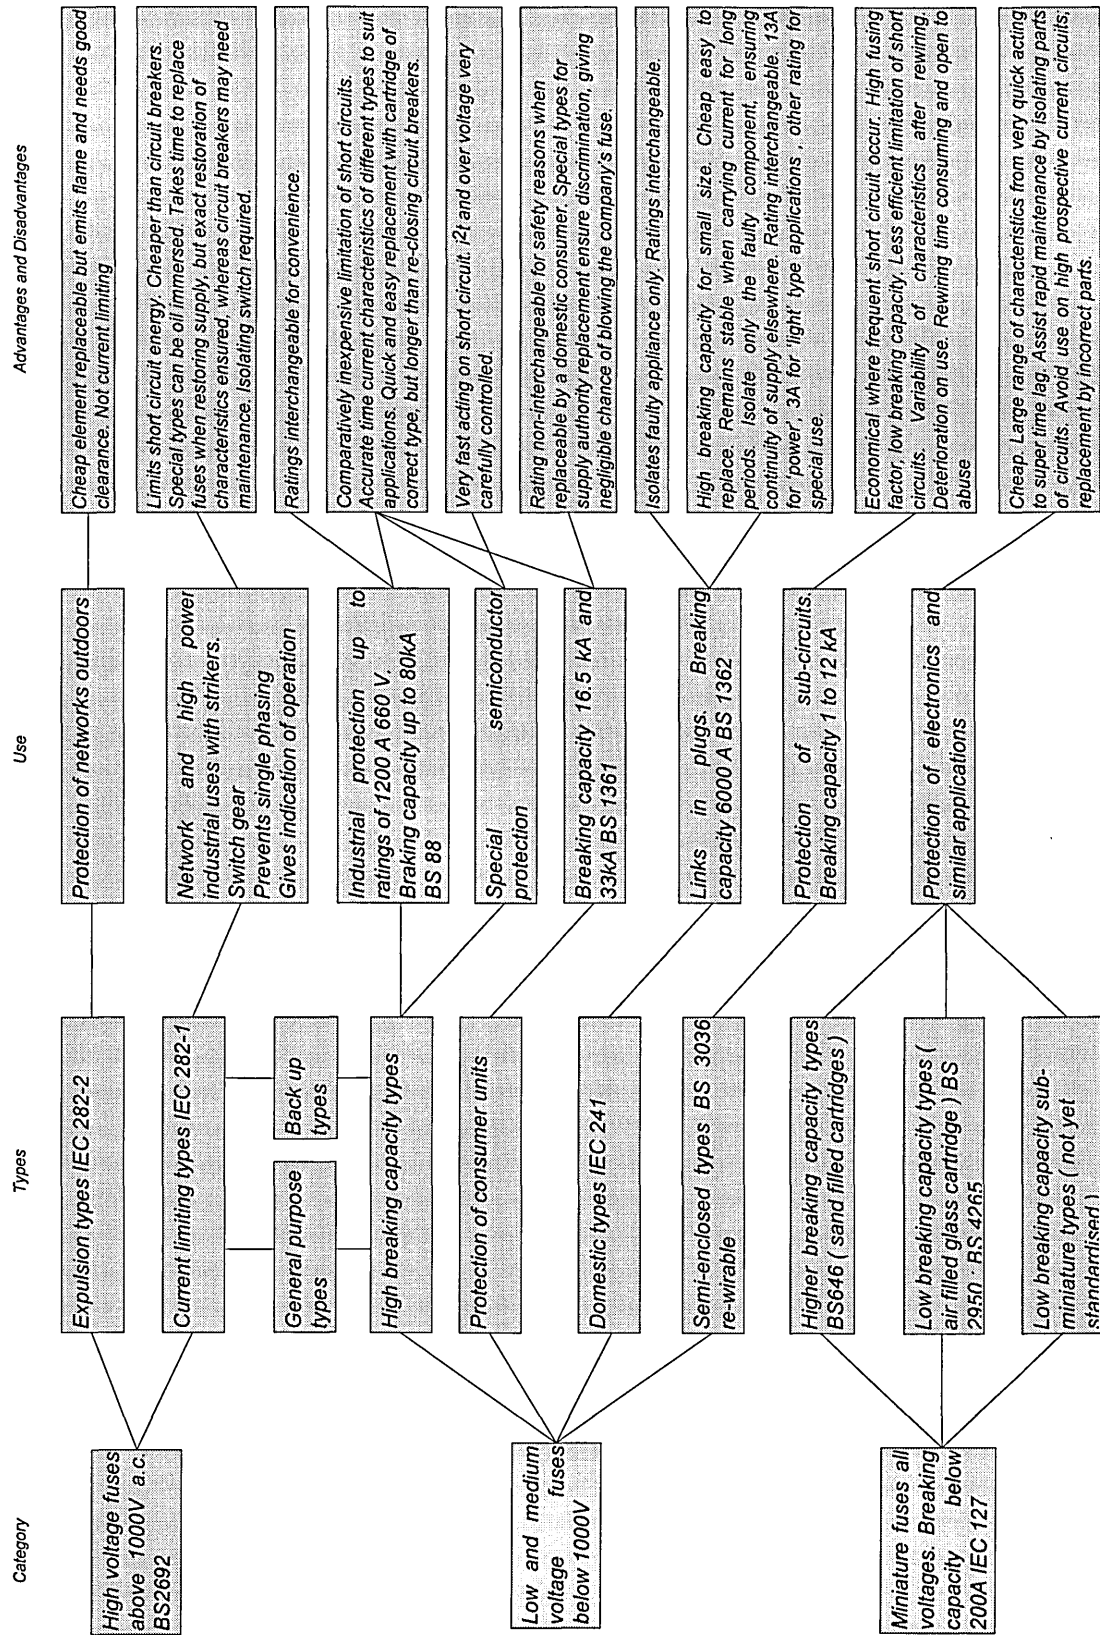 Category
Types
Use
Advantages and Disadvantages
High voltage fuses
above 1000V a.c.
BS2692
Low and medium
voltage fuses
below 1000V
Miniature fuses all
voltages. Breaking
capacity below
200A IEC 127
Expulsion types IEC 282-2
Current limiting types IEC 282-1
General purpose
types
Back up
types
High breaking capacity types
Protection of consumer units
Domestic types IEC 241
Semi-enclosed types BS 3036
re-wirable
Higher breaking capacity types
BS646 ( sand filled cartridges )
Low breaking capacity types (
air filled glass cartridge ) BS
2950 : BS 4265
Low breaking capacity sub-
miniature types ( not yet
standardised )
Protection of networks outdoors
Network and high power
industrial uses with strikers.
Switch gear
Prevents single phasing
Gives indication of operation
Industrial protection up to
ratings of 1200 A 660 V.
Braking capacity up to 80kA
BS 88
Special semiconductor
protection
Breaking capacity 16.5 kA and
33kA BS 1361
Links in plugs. Breaking
capacity 6000 A BS 1362
Protection of sub-circuits.
Breaking capacity 1 to 12 kA
Protection of electronics and
similar applications
Cheap element replaceable but emits flame and needs good
clearance. Not current limiting
Limits short circuit energy. Cheaper than circuit breakers.
Special types can be oil immersed. Takes time to replace
fuses when restoring supply, but exact restoration of
characteristics ensured, whereas circuit breakers may need
maintenance. Isolating switch required.
Ratings interchangeable for convenience.
Comparatively inexpensive limitation of short circuits.
Accurate time current characteristics of different types to suit
applications. Quick and easy replacement with cartridge of
correct type, but longer than re-closing circuit breakers.
Very fast acting on short circuit. i²t and over voltage very
carefully controlled.
Rating non-interchangeable for safety reasons when
replaceable by a domestic consumer. Special types for
supply authority replacement ensure discrimination, giving
negligible chance of blowing the company's fuse.
Isolates faulty appliance only. Ratings interchangeable.
High breaking capacity for small size. Cheap easy to
replace. Remains stable when carrying current for long
periods. Isolate only the faulty component, ensuring
continuity of supply elsewhere. Rating interchangeable. 13A
for 'power', 3A for 'light' type applications , other rating for
special use.
Economical where frequent short circuit occur. High fusing
factor, low breaking capacity. Less efficient limitation of short
circuits. Variability of characteristics after rewiring.
Deterioration on use. Rewiring time consuming and open to
abuse
Cheap. Large range of characteristics from very quick acting
to super time lag. Assist rapid maintenance by isolating parts
of circuits. Avoid use on high prospective current circuits;
replacement by incorrect parts.